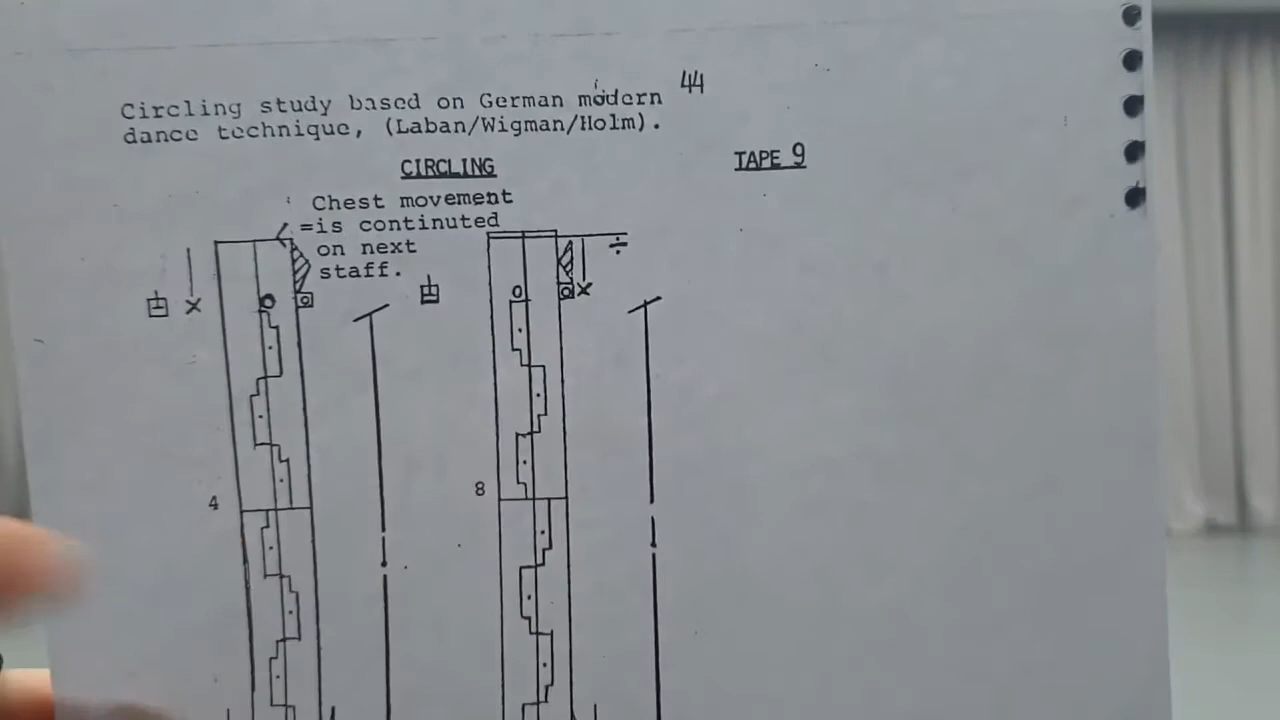 44
Circling study based on German modern
dance technique, (Laban/Wigman/Holm).
CIRCLING
TAPE 9
Chest movement
=is continuted
on next
staff.
4
8